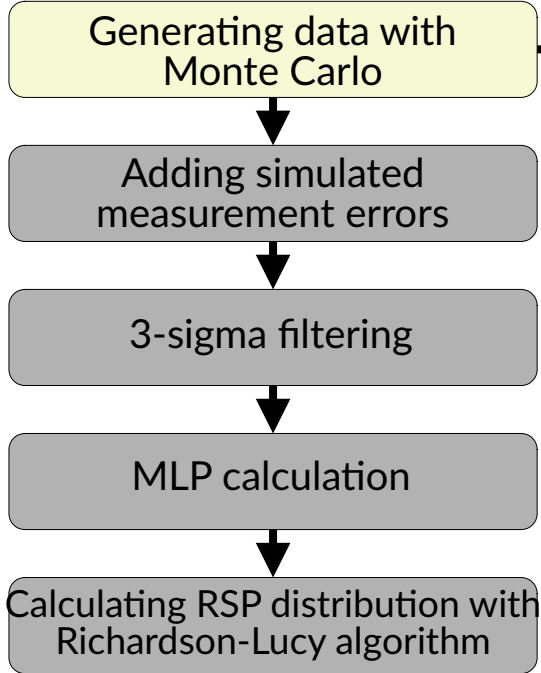 Generating data with
Monte Carlo
Adding simulated
measurement errors
3-sigma filtering
MLP calculation
Calculating RSP distribution with
Richardson-Lucy algorithm